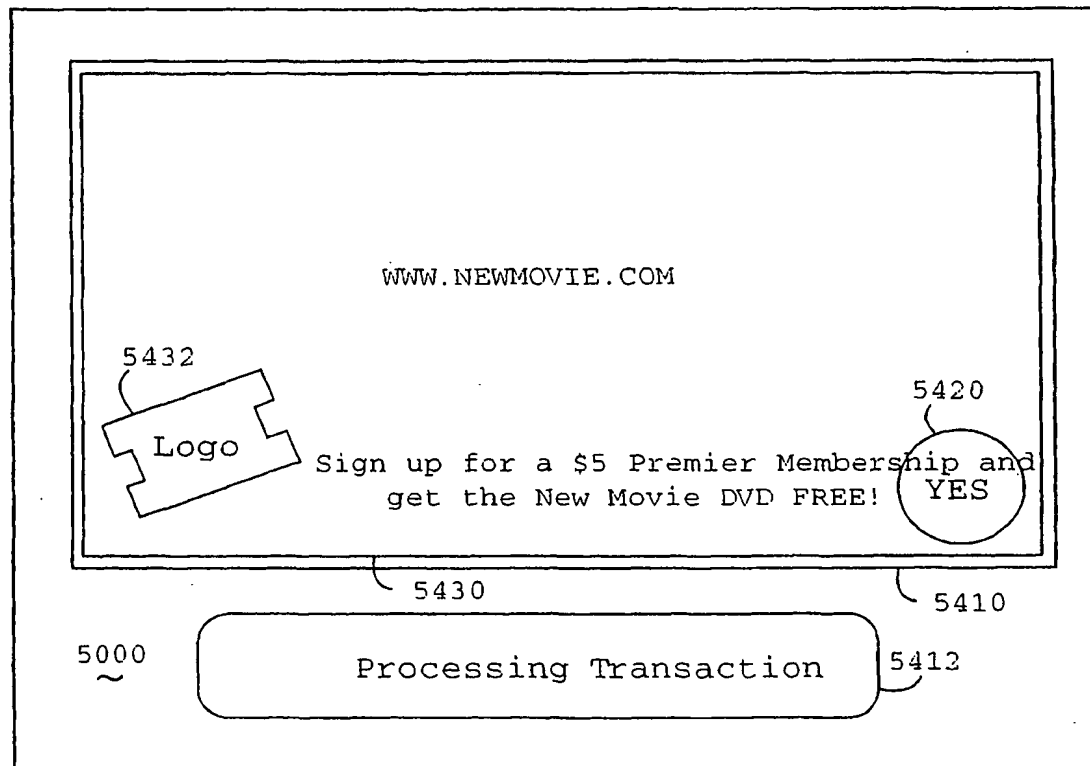 WWW.NEWMOVIE.COM
5432
5420
Logo
Sign up for a $5 Premier Membership and
get the New Movie DVD FREE!
YES
5430
5410
5000
Processing Transaction
5412